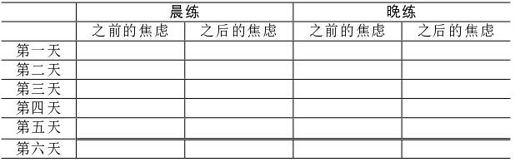 晨练 晚练
之前的焦虑 之后的焦虑 之前的焦虑 之后的焦虑
第一天
第二天
第三天
第四天
第五天
第六天